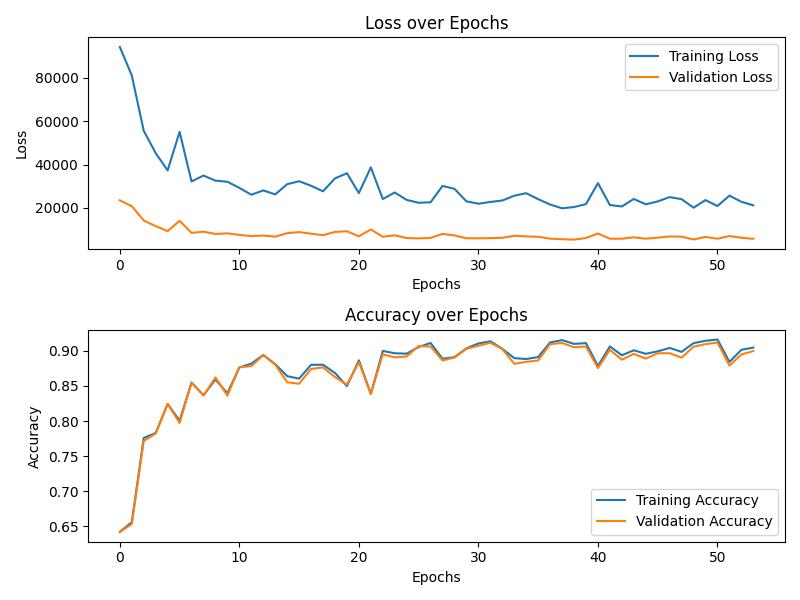 Loss over Epochs
Training Loss
Validation Loss
80000
60000
40000
20000
Loss
0 10 20 30 40 50
Epochs
Accuracy over Epochs
0.90
0.85
0.80
0.75
0.70
0.65
Accuracy
Training Accuracy
Validation Accuracy
0 10 20 30 40 50
Epochs